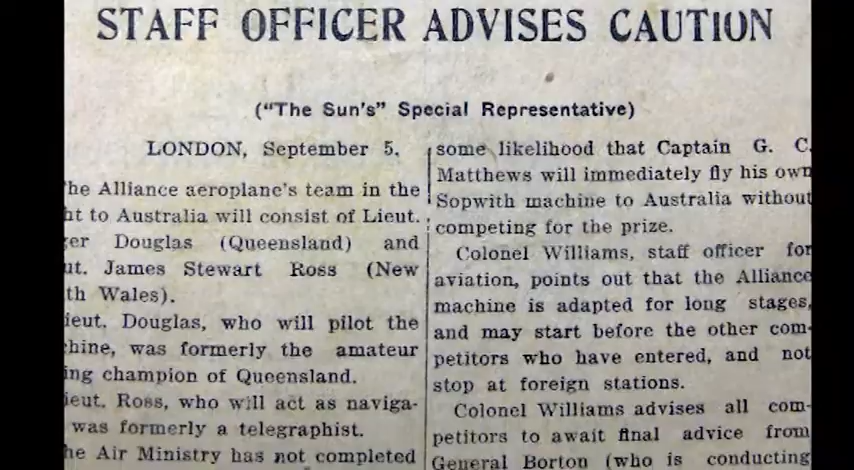 STAFF OFFICER ADVISES CAUTION
("The Sun's" Special Representative)
LONDON, September 5.
he Alliance aeroplane's team in the
ht to Australia will consist of Lieut.
er Douglas (Queensland) and
ut. James Stewart Ross (New
th Wales).
ieut. Douglas, who will pilot the
hine, was formerly the amateur
ing champion of Queensland.
ieut. Ross, who will act as naviga-
was formerly a telegraphist.
he Air Ministry has not completed
some likelihood that Captain G. C.
Matthews will immediately fly his own
Sopwith machine to Australia without
competing for the prize.
Colonel Williams, staff officer for
aviation, points out that the Alliance
machine is adapted for long stages,
and may start before the other com-
petitors who have entered, and not
stop at foreign stations.
Colonel Williams advises all com-
petitors to await final advice from
General Borton (who is conducting